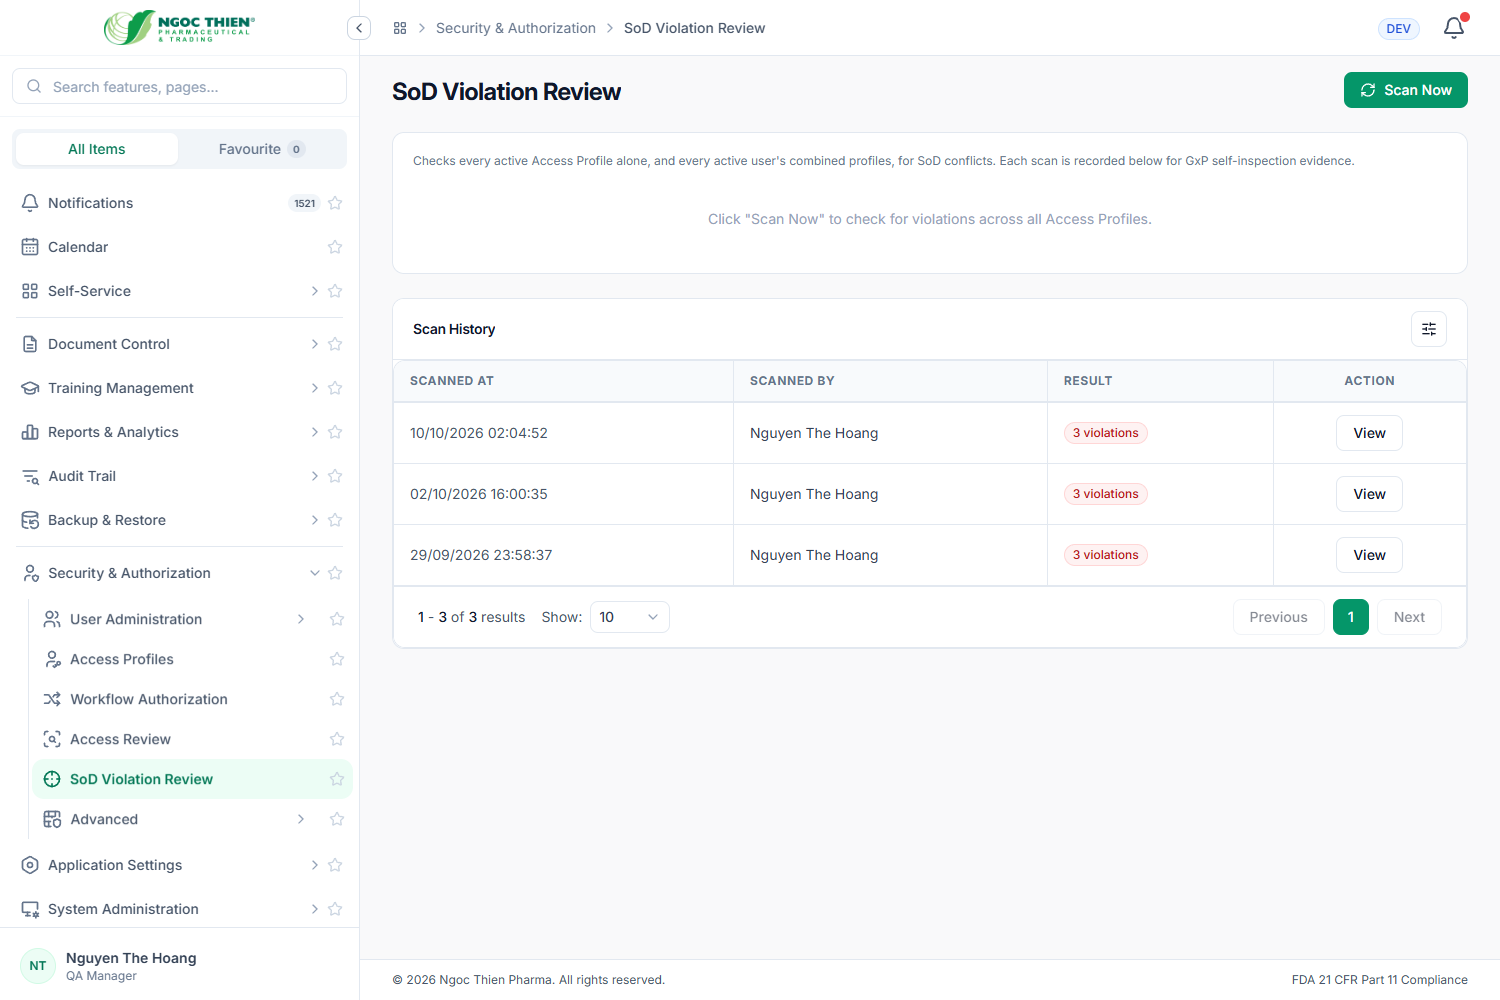 NGOC THIEN®
PHARMACEUTICAL
& TRADING
Search features, pages...
All Items
Favourite 0
Notifications 1521
Calendar
Self-Service
Document Control
Training Management
Reports & Analytics
Audit Trail
Backup & Restore
Security & Authorization
User Administration
Access Profiles
Workflow Authorization
Access Review
SoD Violation Review
Advanced
Application Settings
System Administration
NT
Nguyen The Hoang
QA Manager
Security & Authorization > SoD Violation Review
DEV
SoD Violation Review
Scan Now
Checks every active Access Profile alone, and every active user's combined profiles, for SoD conflicts. Each scan is recorded below for GxP self-inspection evidence.
Click "Scan Now" to check for violations across all Access Profiles.
Scan History
SCANNED AT SCANNED BY RESULT ACTION
10/10/2026 02:04:52 Nguyen The Hoang 3 violations View
02/10/2026 16:00:35 Nguyen The Hoang 3 violations View
29/09/2026 23:58:37 Nguyen The Hoang 3 violations View
1 - 3 of 3 results Show: 10 Previous 1 Next
© 2026 Ngoc Thien Pharma. All rights reserved.
FDA 21 CFR Part 11 Compliance